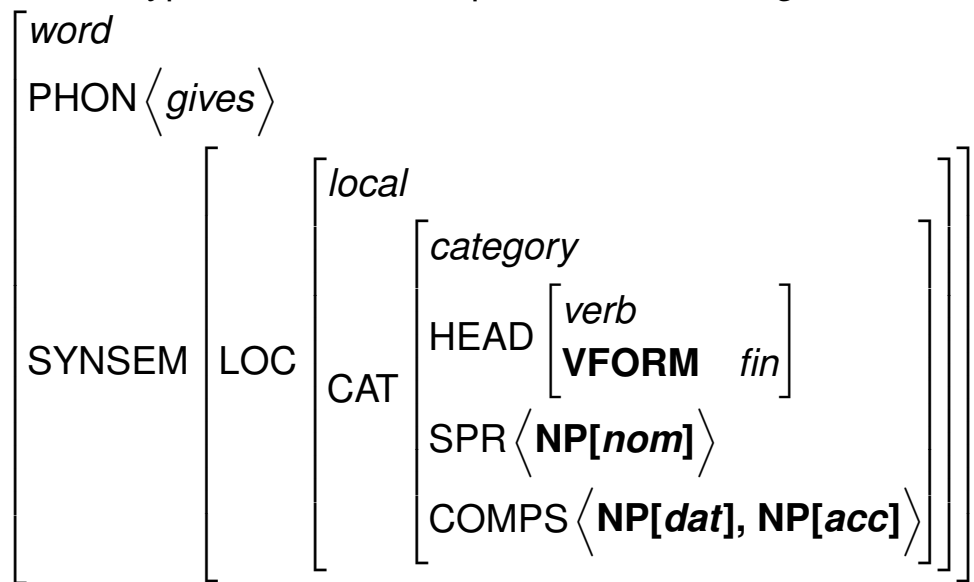 word
PHON⟨gives⟩
local
category
verb
HEAD
VFORM fin
SYNSEM LOC
CAT
SPR⟨NP[nom]⟩
COMPS⟨NP[dat], NP[acc]⟩